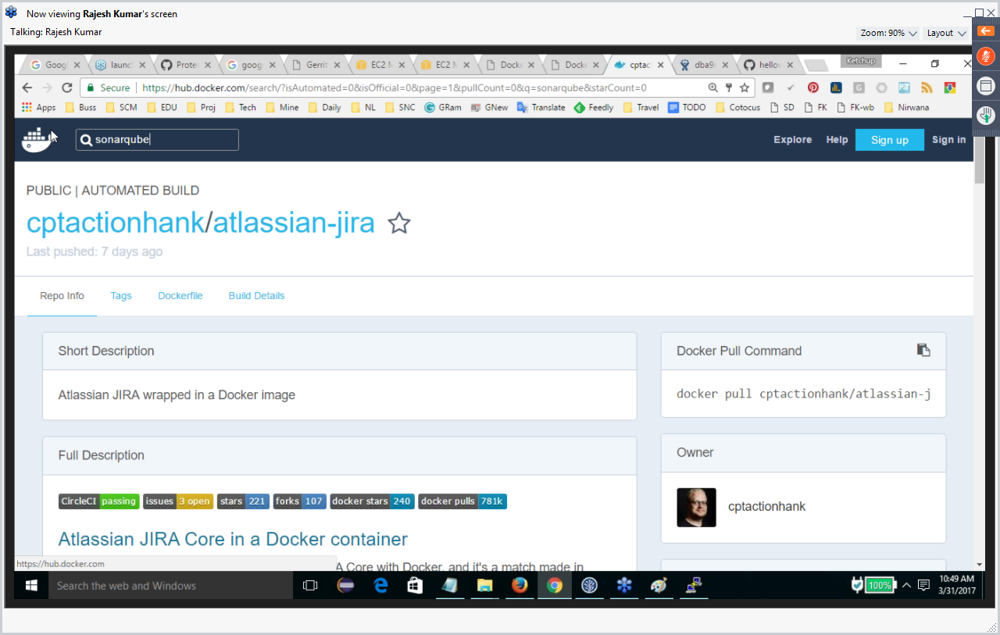 Now viewing Rajesh Kumar's screen
Talking: Rajesh Kumar
Zoom: 90%
Layout
Goog
launc
Prote
goog
Gerrit
EC2 M
EC2 M
Docke
Docke
cptac
dba9
hello
Ketchup
Secure
https://hub.docker.com/search/?isAutomated=0&isOfficial=0&page=1&pullCount=0&q=sonarqube&starCount=0
Apps Buss SCM EDU Proj Tech Mine Daily NL SNC GRam GNew Translate Feedly Travel TODO Cotocus SD FK FK-wb Nirwana
sonarqube
Explore Help Sign up Sign in
PUBLIC | AUTOMATED BUILD
cptactionhank/atlassian-jira
Last pushed: 7 days ago
Repo Info Tags Dockerfile Build Details
Short Description
Atlassian JIRA wrapped in a Docker image
Docker Pull Command
docker pull cptactionhank/atlassian-j
Full Description
CircleCI passing issues 3 open stars 221 forks 107 docker stars 240 docker pulls 781k
Atlassian JIRA Core in a Docker container
A Core with Docker, and it's a match made in
Owner
cptactionhank
https://hub.docker.com
Search the web and Windows
100%
10:49 AM
3/31/2017